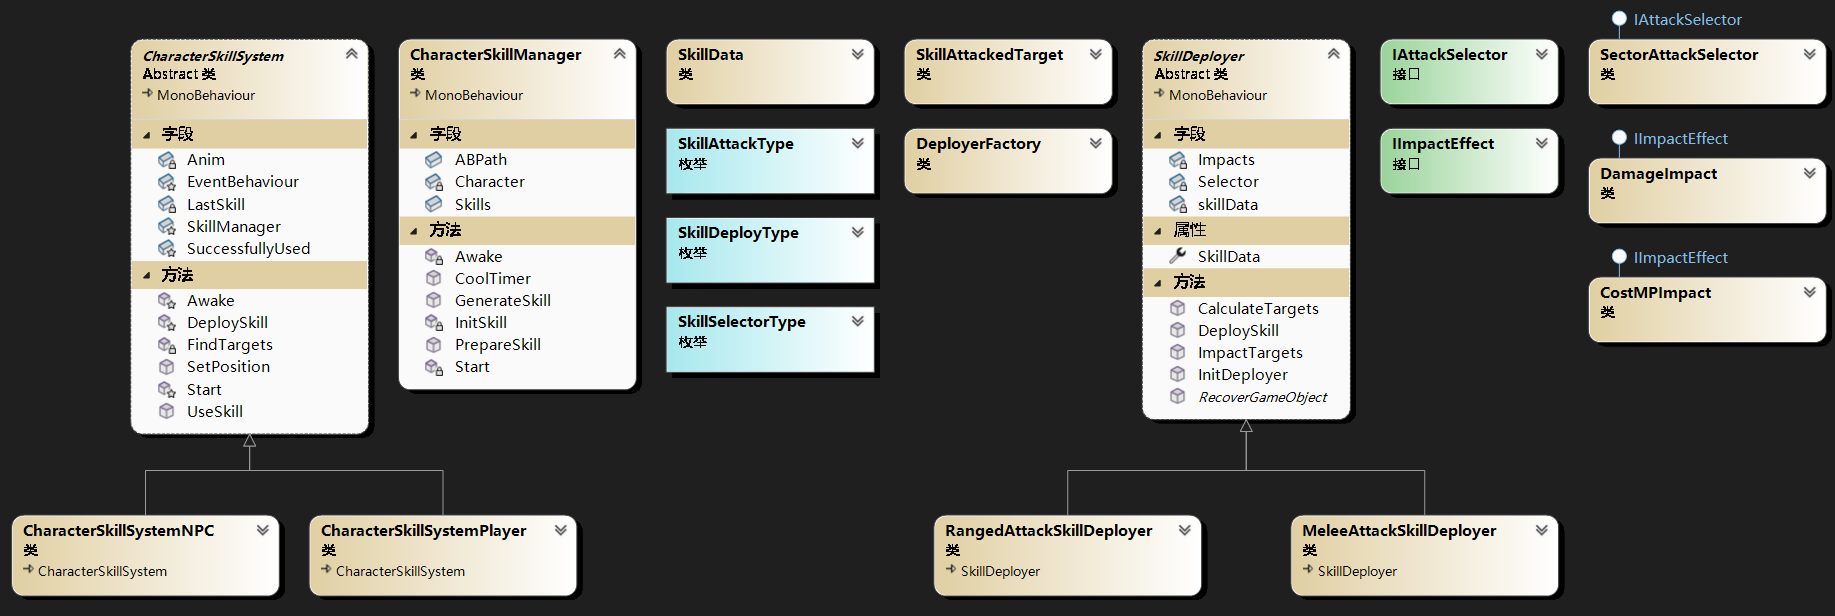 CharacterSkillSystem
Abstract 类
MonoBehaviour
字段
Anim
EventBehaviour
LastSkill
SkillManager
SuccessfullyUsed
方法
Awake
DeploySkill
FindTargets
SetPosition
Start
UseSkill
CharacterSkillManager
类
MonoBehaviour
字段
ABPath
Character
Skills
方法
Awake
CoolTimer
GenerateSkill
InitSkill
PrepareSkill
Start
SkillData
类
SkillAttackType
枚举
SkillDeployType
枚举
SkillSelectorType
枚举
SkillAttackedTarget
类
DeployerFactory
类
SkillDeployer
Abstract 类
MonoBehaviour
字段
Impacts
Selector
skillData
属性
SkillData
方法
CalculateTargets
DeploySkill
ImpactTargets
InitDeployer
RecoverGameObject
IAttackSelector
接口
IImpactEffect
接口
IAttackSelector
SectorAttackSelector
类
IImpactEffect
DamageImpact
类
IImpactEffect
CostMPImpact
类
CharacterSkillSystemNPC
类
CharacterSkillSystem
CharacterSkillSystemPlayer
类
CharacterSkillSystem
RangedAttackSkillDeployer
类
SkillDeployer
MeleeAttackSkillDeployer
类
SkillDeployer